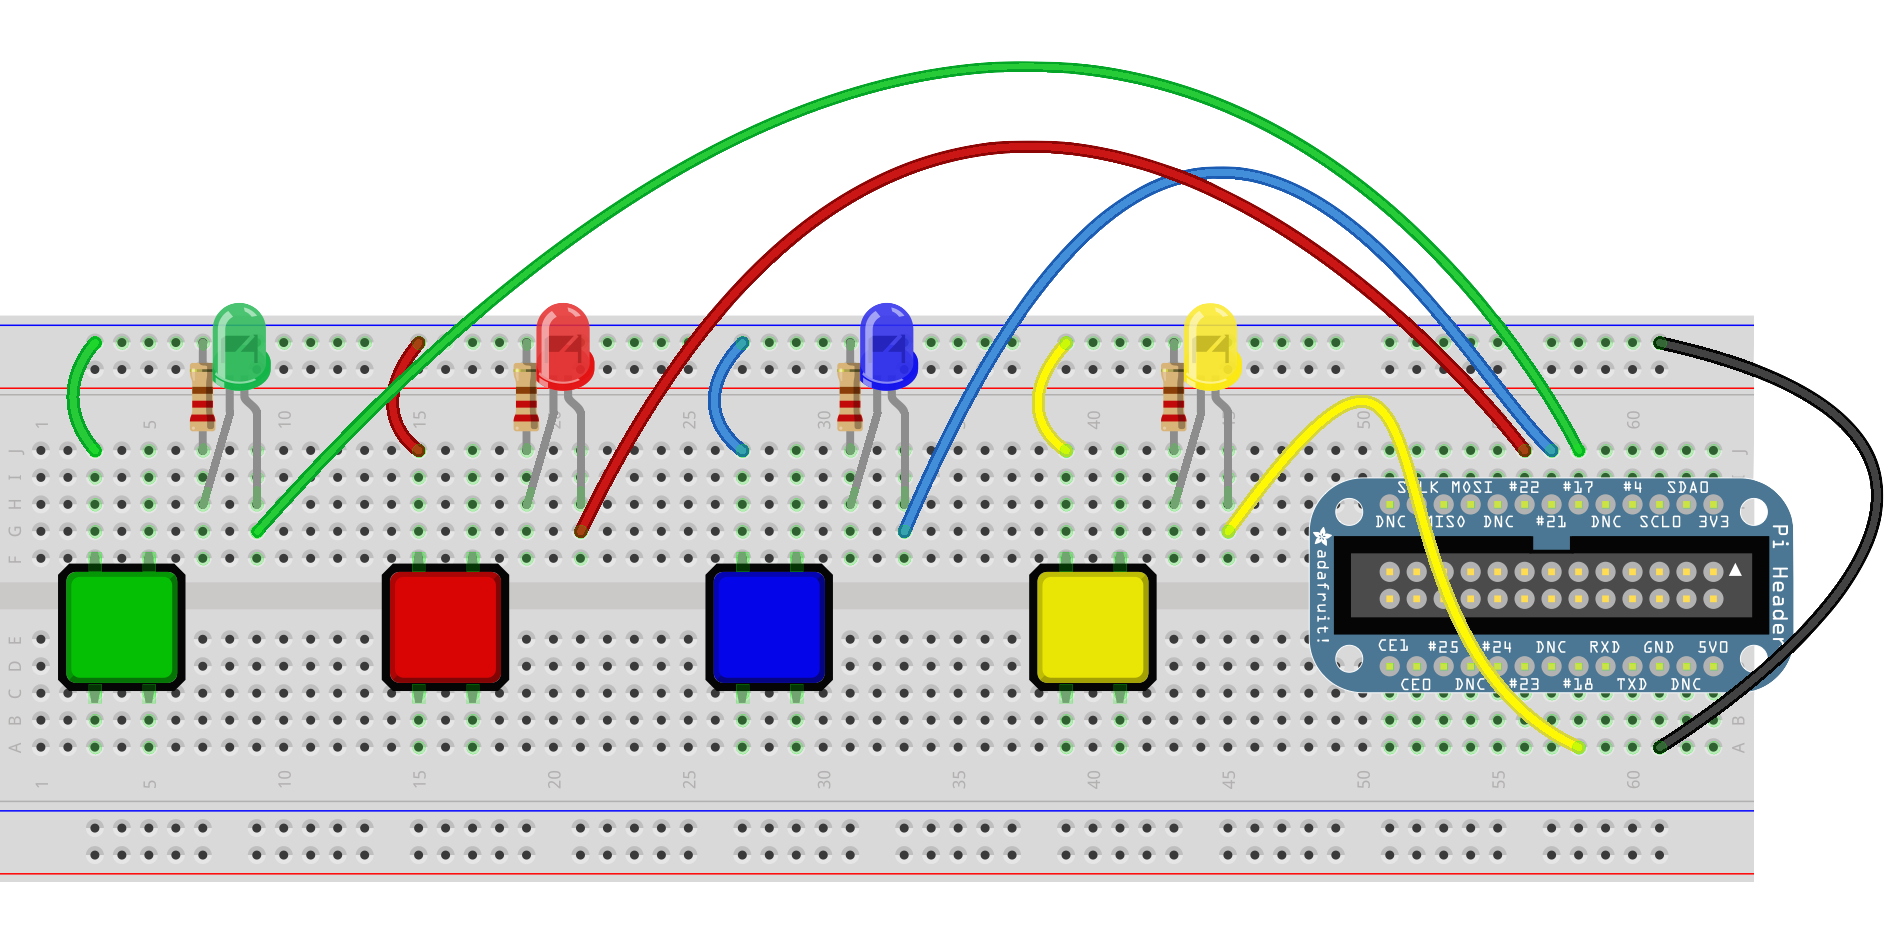 1 5 10 15 20 25 30 35 40 45 50 55 60
J J
I
H
G
F
SCLK MOSI #22 #17 #4 SDA0
DNC MISO DNC #21 DNC SCL0 3V3
adafruit!
Pi Header
CE1 #25 #24 DNC RXD GND 5V0
CE0 DNC #23 #18 TXD DNC
E
D
C
B B
A A
1 5 10 15 20 25 30 35 40 45 50 55 60